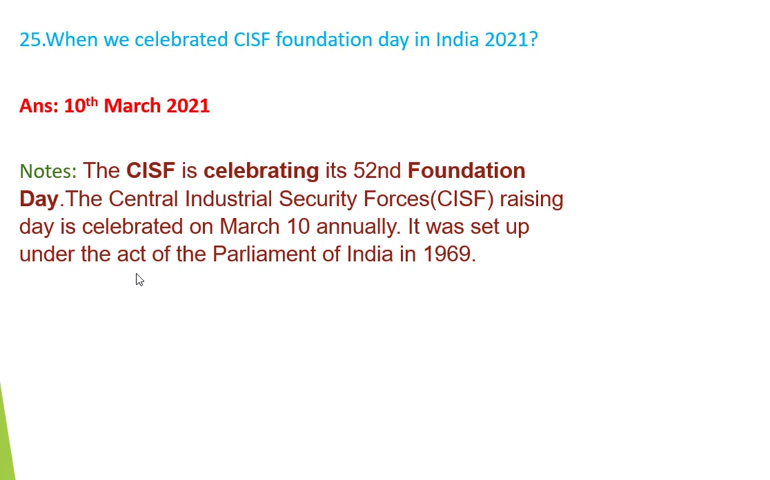 25.When we celebrated CISF foundation day in India 2021?
Ans: 10th March 2021
Notes: The CISF is celebrating its 52nd Foundation
Day.The Central Industrial Security Forces(CISF) raising
day is celebrated on March 10 annually. It was set up
under the act of the Parliament of India in 1969.